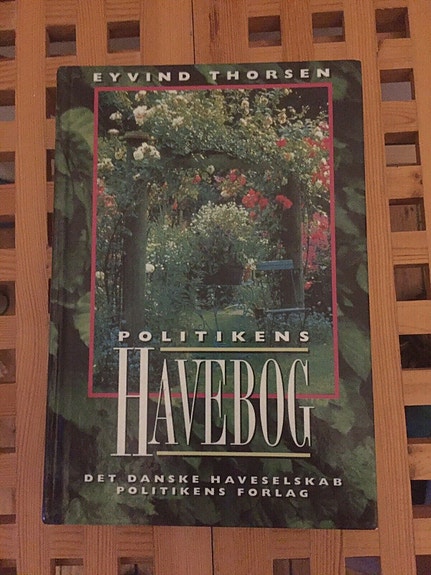 EYVIND THORSEN
POLITIKENS
HAVEBOG
DET DANSKE HAVESELSKAB
POLITIKENS FORLAG